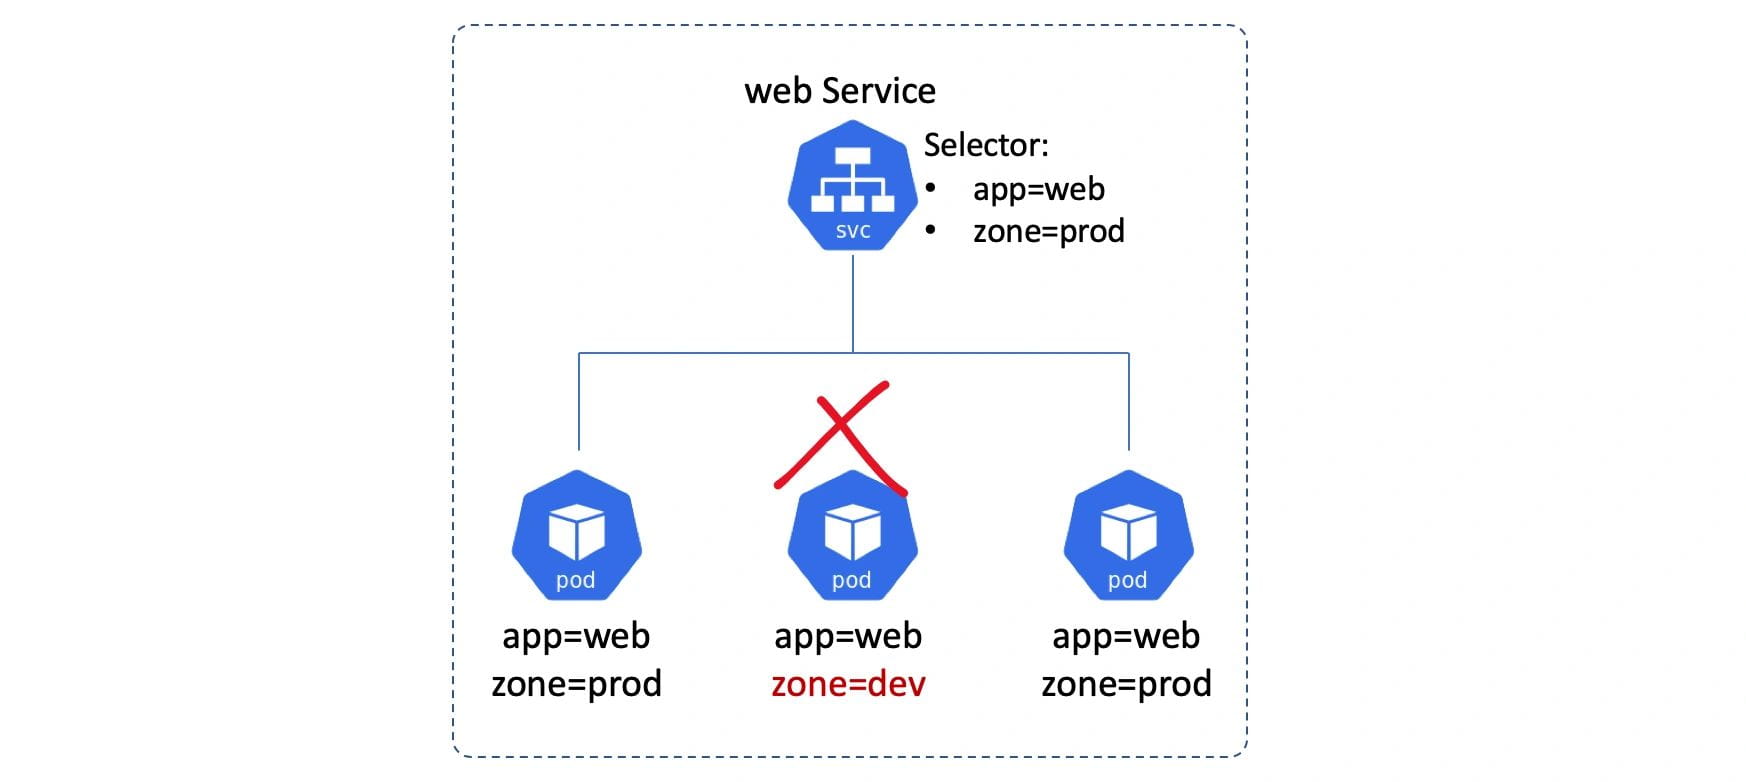 web Service
Selector:
• app=web
• zone=prod
svc
pod
pod
pod
app=web
app=web
app=web
zone=prod
zone=dev
zone=prod